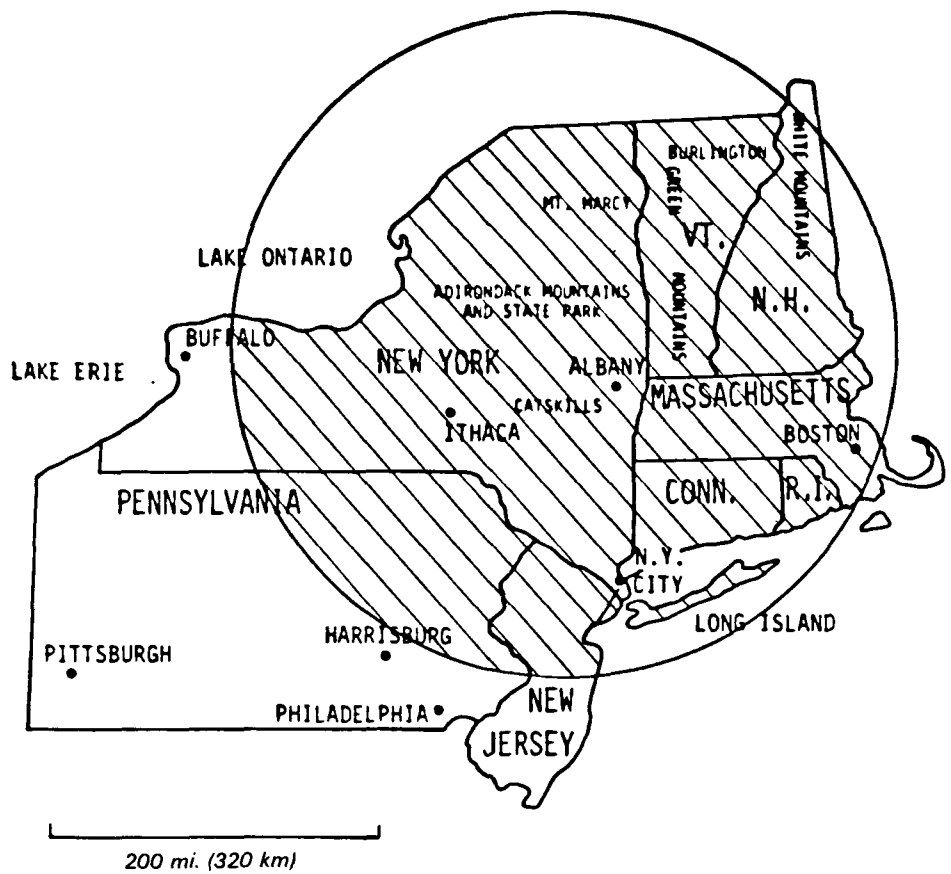 WHITE MOUNTAINS
BURLINGTON
GREEN
MOUNTAINS
MT. MARCY
VT.
LAKE ONTARIO
ADIRONDACK MOUNTAINS
AND STATE PARK
N.H.
BUFFALO
LAKE ERIE
NEW YORK
ALBANY
MASSACHUSETTS
CATSKILLS
ITHACA
BOSTON
PENNSYLVANIA
CONN.
R.I.
N.Y.
CITY
LONG ISLAND
HARRISBURG
PITTSBURGH
PHILADELPHIA
NEW
JERSEY
200 mi. (320 km)